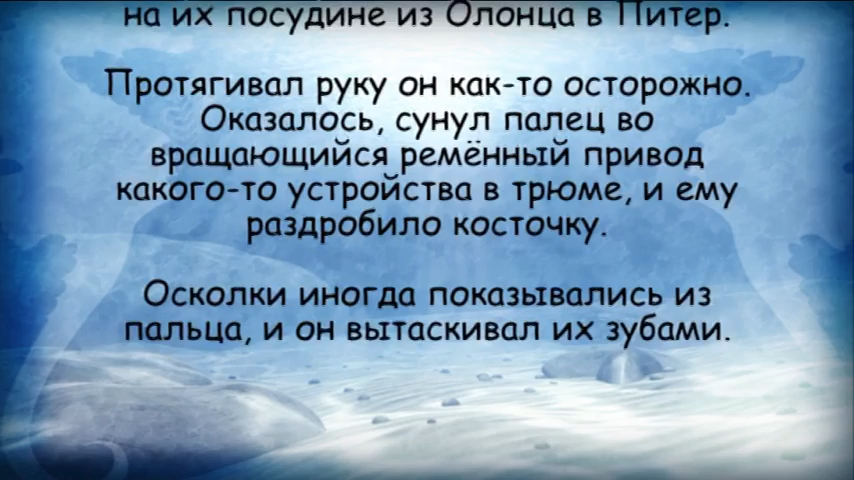 на их посудине из Олонца в Питер.
Протягивал руку он как-то осторожно.
Оказалось, сунул палец во
вращающийся ремённый привод
какого-то устройства в трюме, и ему
раздробило косточку.
Осколки иногда показывались из
пальца, и он вытаскивал их зубами.